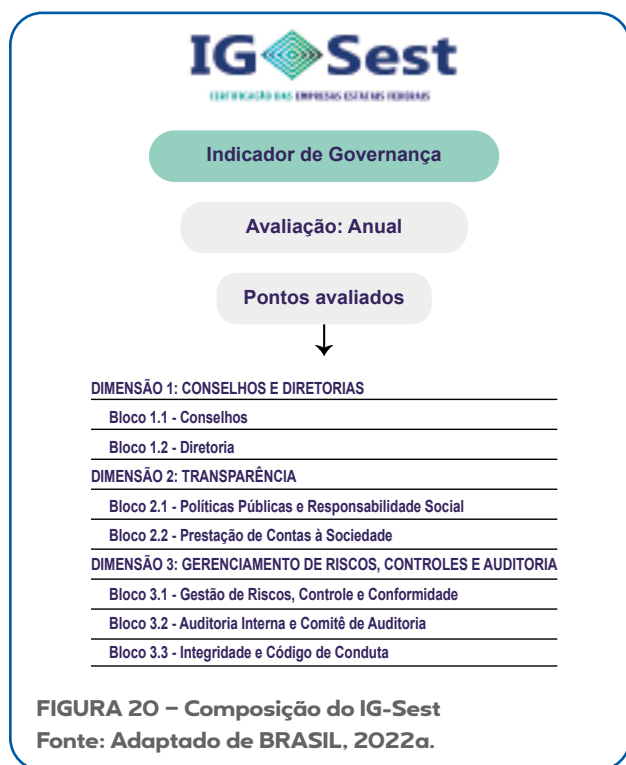 IG Sest
CERTIFICAÇÃO DAS EMPRESAS ESTATAIS FEDERAIS
Indicador de Governança
Avaliação: Anual
Pontos avaliados
DIMENSÃO 1: CONSELHOS E DIRETORIAS
Bloco 1.1 - Conselhos
Bloco 1.2 - Diretoria
DIMENSÃO 2: TRANSPARÊNCIA
Bloco 2.1 - Políticas Públicas e Responsabilidade Social
Bloco 2.2 - Prestação de Contas à Sociedade
DIMENSÃO 3: GERENCIAMENTO DE RISCOS, CONTROLES E AUDITORIA
Bloco 3.1 - Gestão de Riscos, Controle e Conformidade
Bloco 3.2 - Auditoria Interna e Comitê de Auditoria
Bloco 3.3 - Integridade e Código de Conduta
FIGURA 20 – Composição do IG-Sest
Fonte: Adaptado de BRASIL, 2022a.